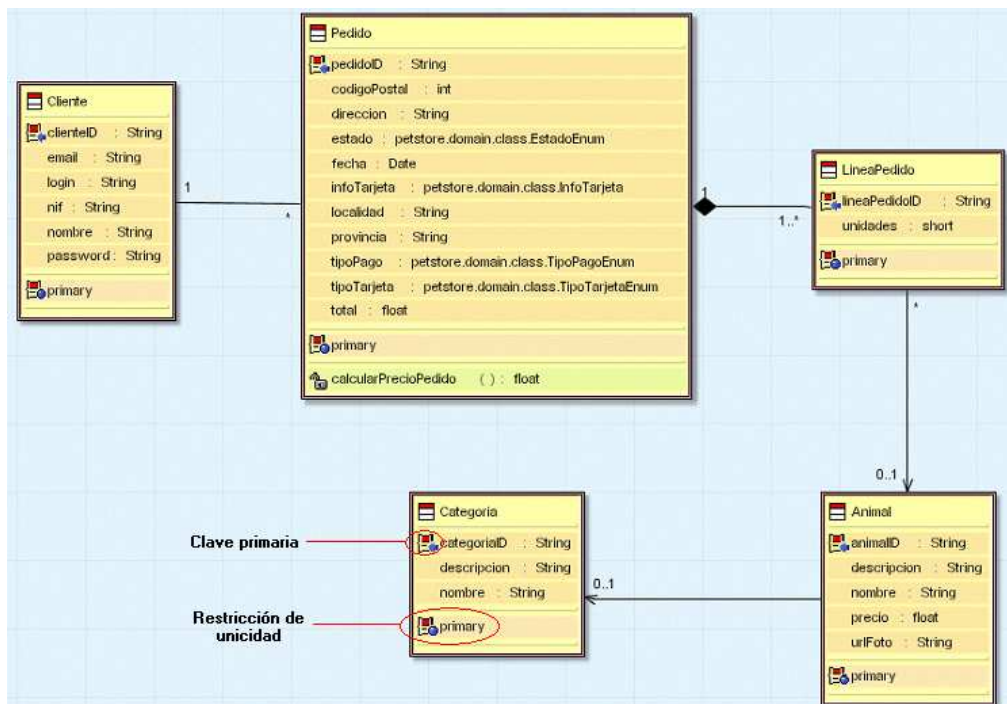 Pedido
pedidoID : String
codigoPostal : int
direccion : String
estado : petstore.domain.class.EstadoEnum
fecha : Date
infoTarjeta : petstore.domain.class.InfoTarjeta
localidad : String
provincia : String
tipoPago : petstore.domain.class.TipoPagoEnum
tipoTarjeta : petstore.domain.class.TipoTarjetaEnum
total : float
primary
calcularPrecioPedido ( ) : float
Cliente
clienteID : String
email : String
login : String
nif : String
nombre : String
password : String
primary
1
*
1
1..*
LineaPedido
lineaPedidoID : String
unidades : short
primary
*
0..1
Categoria
categoriaID : String
descripcion : String
nombre : String
primary
Clave primaria
Restricción de
unicidad
0..1
Animal
animalID : String
descripcion : String
nombre : String
precio : float
urlFoto : String
primary